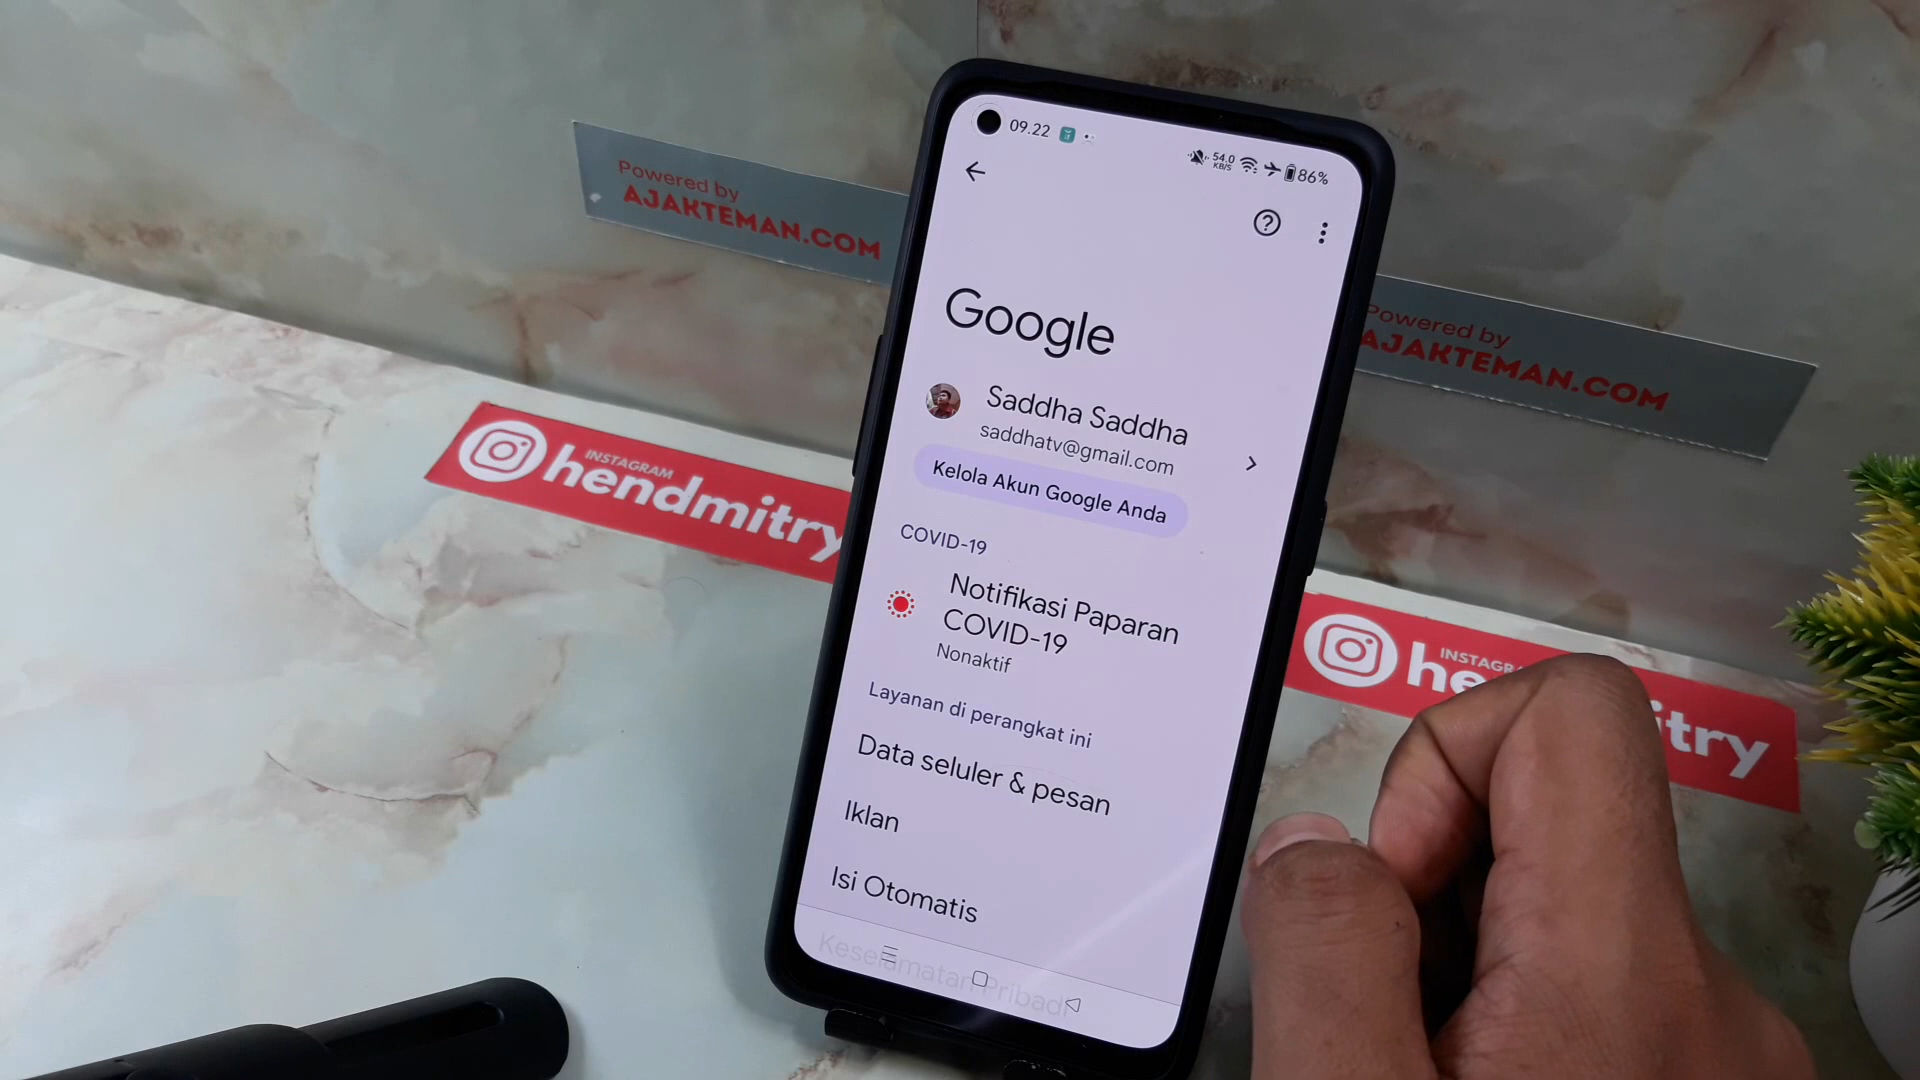 Powered by
AJAKTEMAN.COM
Powered by
AJAKTEMAN.COM
INSTAGRAM
hendmitry
INSTAGR
he
itry
09.22
54.0
KB/S
86%
Google
Saddha Saddha
saddhatv@gmail.com
Kelola Akun Google Anda
COVID-19
Notifikasi Paparan
COVID-19
Nonaktif
Layanan di perangkat ini
Data seluler & pesan
Iklan
Isi Otomatis
Keselamatan Pribadi